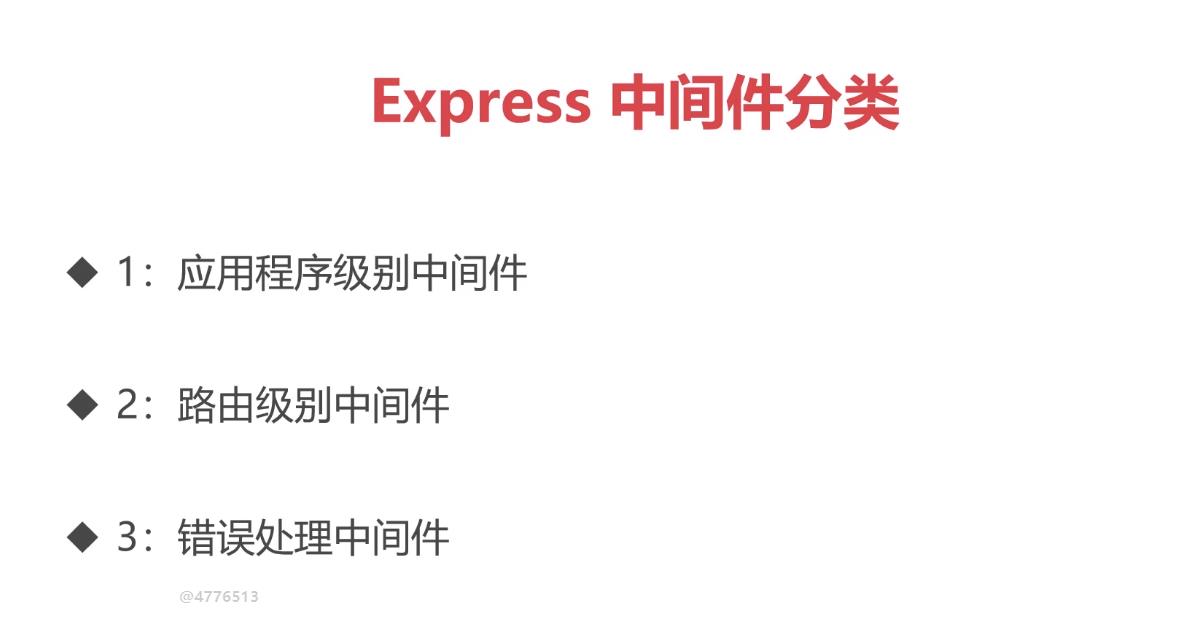 Express 中间件分类
◆ 1：应用程序级别中间件
◆ 2：路由级别中间件
◆ 3：错误处理中间件
@4776513